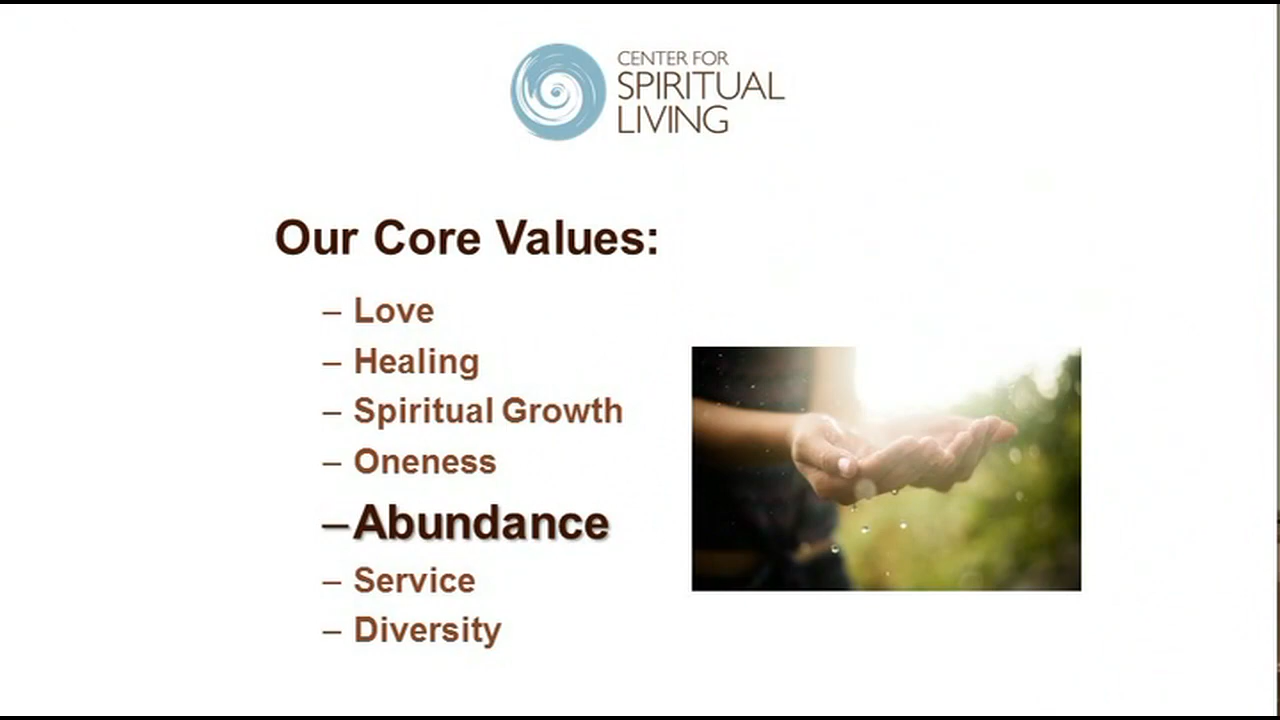 CENTER FOR
SPIRITUAL
LIVING
Our Core Values:
– Love
– Healing
– Spiritual Growth
– Oneness
–Abundance
– Service
– Diversity